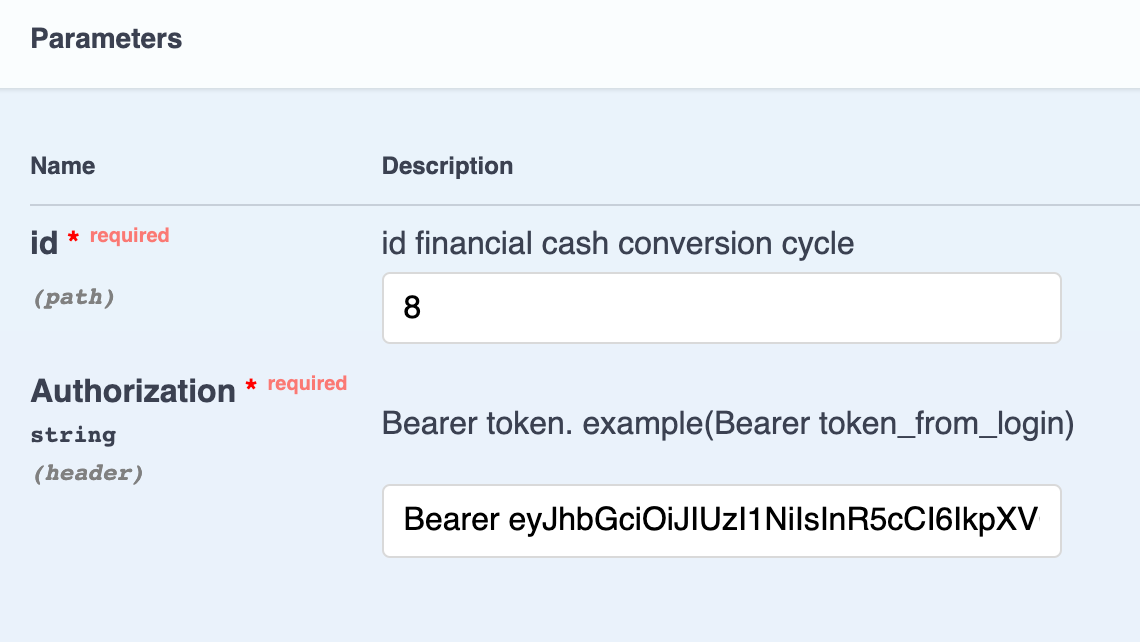 Parameters
Name Description
id * required
id financial cash conversion cycle
(path)
8
Authorization * required
string
(header)
Bearer token. example(Bearer token_from_login)
Bearer eyJhbGciOiJIUzI1NiIsInR5cCI6IkpXV